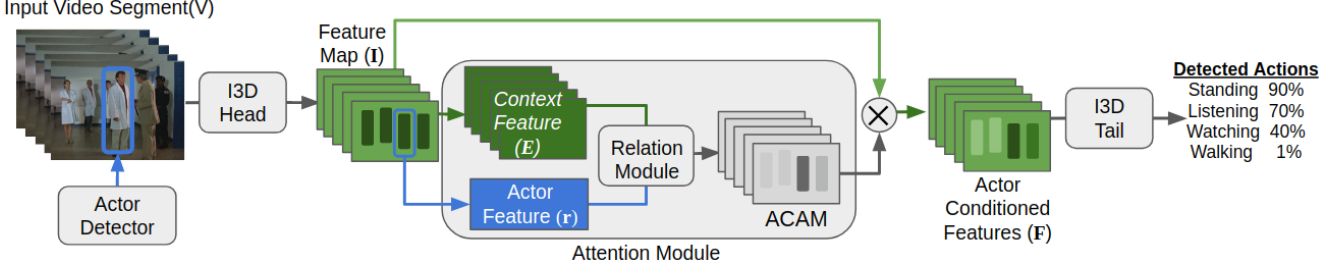 Input Video Segment(V)
I3D
Head
Actor
Detector
Feature
Map (I)
Context
Feature
(E)
Actor
Feature (r)
Relation
Module
ACAM
Attention Module
Actor
Conditioned
Features (F)
I3D
Tail
Detected Actions
Standing 90%
Listening 70%
Watching 40%
Walking 1%